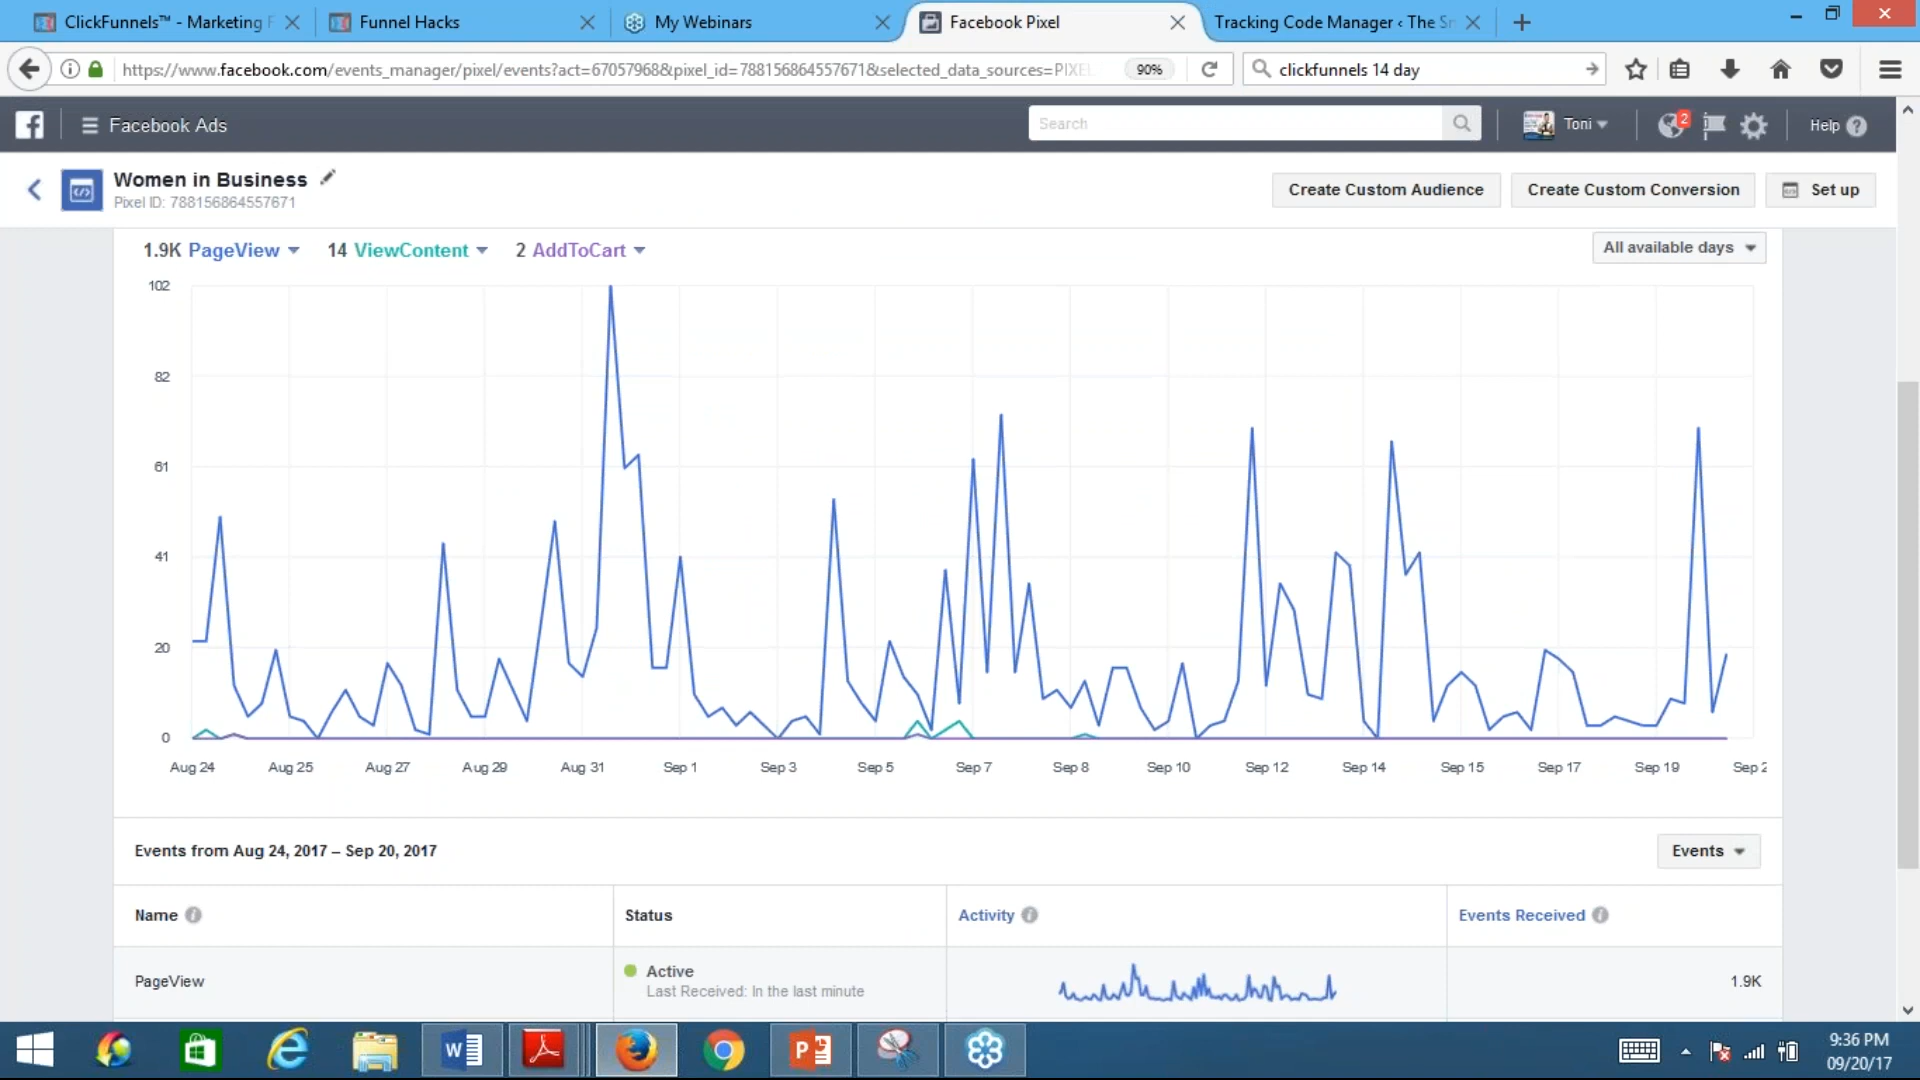 ClickFunnels™ - Marketing F
Funnel Hacks
My Webinars
Facebook Pixel
Tracking Code Manager ‹ The Sr
https://www.facebook.com/events_manager/pixel/events?act=67057968&pixel_id=788156864557671&selected_data_sources=PIXEL
90%
clickfunnels 14 day
Facebook Ads
Search
Toni
2
Help
Women in Business
Pixel ID: 788156864557671
Create Custom Audience
Create Custom Conversion
Set up
1.9K PageView
14 ViewContent
2 AddToCart
All available days
102
82
61
41
20
0
Aug 24 Aug 25 Aug 27 Aug 29 Aug 31 Sep 1 Sep 3 Sep 5 Sep 7 Sep 8 Sep 10 Sep 12 Sep 14 Sep 15 Sep 17 Sep 19 Sep 2
Events from Aug 24, 2017 – Sep 20, 2017
Events
Name Status Activity Events Received
PageView
Active
Last Received: In the last minute
1.9K
9:36 PM
09/20/17